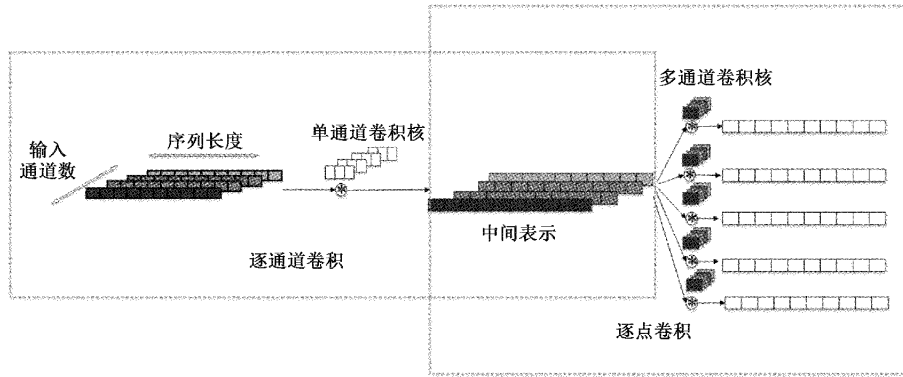 多通道卷积核
单通道卷积核
序列长度
输入
通道数
中间表示
逐通道卷积
逐点卷积